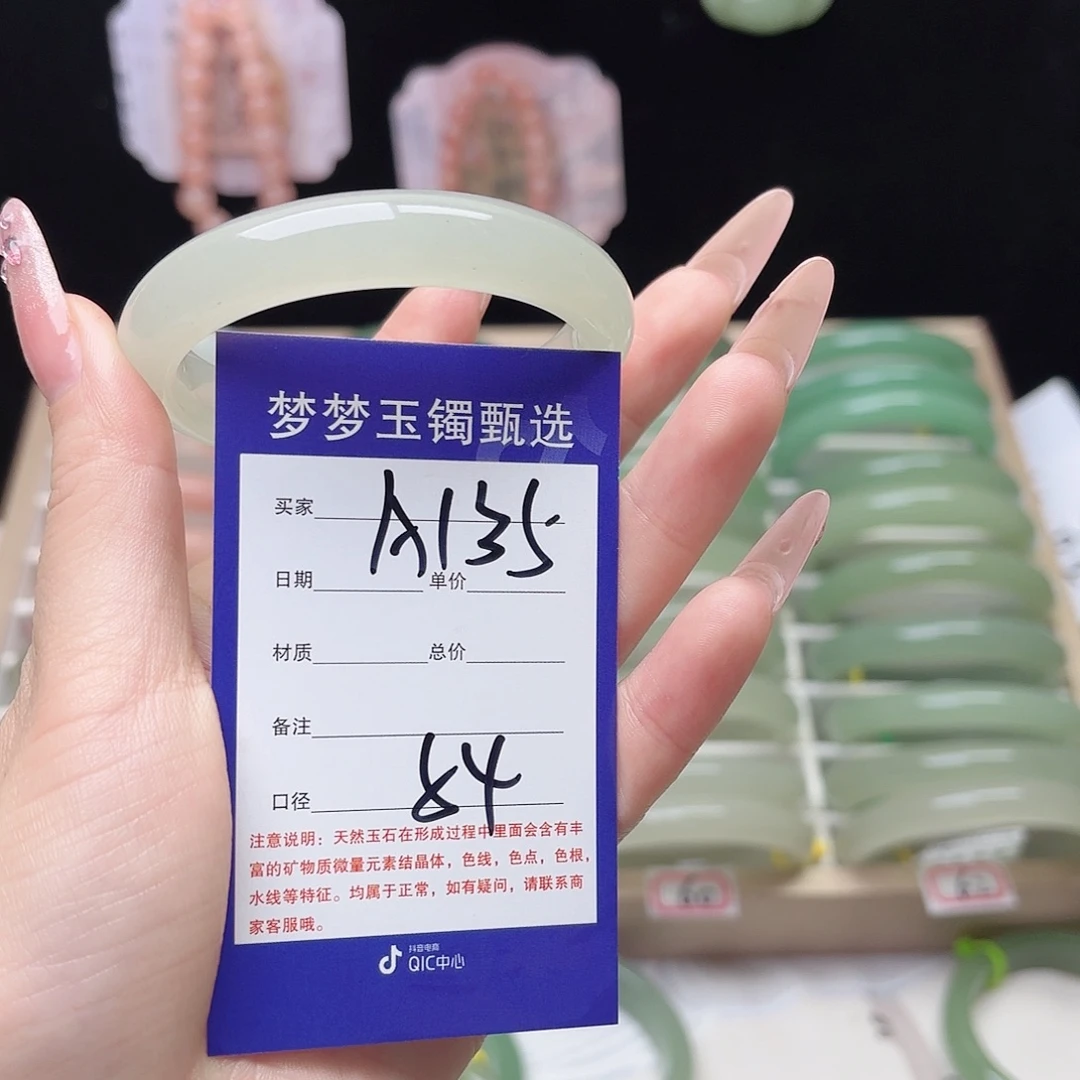 梦梦玉镯甄选
买家 A135
日期 单价
材质 总价
备注
口径 64
注意说明：天然玉石在形成过程中里面会含有丰
富的矿物质微量元素结晶体，色线，色点，色根，
水线等特征。均属于正常，如有疑问，请联系商
家客服哦。
抖音电商
QIC中心